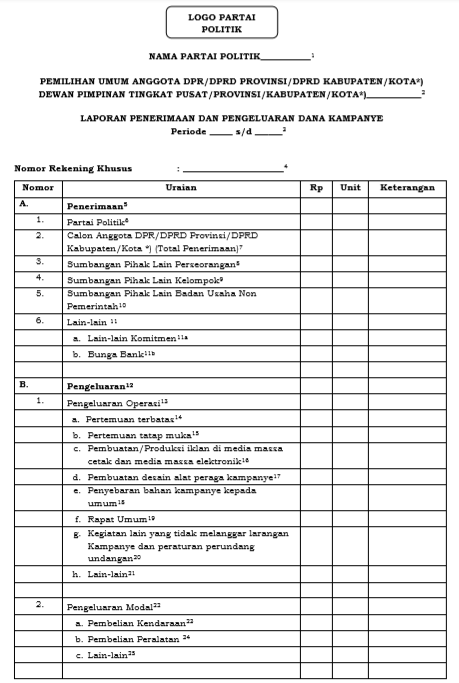 LOGO PARTAI
POLITIK
NAMA PARTAI POLITIK___________¹
PEMILIHAN UMUM ANGGOTA DPR/DPRD PROVINSI/DPRD KABUPATEN/KOTA*)
DEWAN PIMPINAN TINGKAT PUSAT/PROVINSI/KABUPATEN/KOTA*)___________²
LAPORAN PENERIMAAN DAN PENGELUARAN DANA KAMPANYE
Periode _____ s/d ______³
Nomor Rekening Khusus : ____________________⁴
Nomor Uraian Rp Unit Keterangan
A. Penerimaan⁵
1. Partai Politik⁶
2. Calon Anggota DPR/DPRD Provinsi/DPRD
Kabupaten/Kota *) (Total Penerimaan)⁷
3. Sumbangan Pihak Lain Perseorangan⁸
4. Sumbangan Pihak Lain Kelompok⁹
5. Sumbangan Pihak Lain Badan Usaha Non
Pemerintah¹⁰
6. Lain-lain ¹¹
a. Lain-lain Komitmen¹¹ᵃ
b. Bunga Bank¹¹ᵇ
B. Pengeluaran¹²
1. Pengeluaran Operasi¹³
a. Pertemuan terbatas¹⁴
b. Pertemuan tatap muka¹⁵
c. Pembuatan/Produksi iklan di media massa
cetak dan media massa elektronik¹⁶
d. Pembuatan desain alat peraga kampanye¹⁷
e. Penyebaran bahan kampanye kepada
umum¹⁸
f. Rapat Umum¹⁹
g. Kegiatan lain yang tidak melanggar larangan
Kampanye dan peraturan perundang
undangan²⁰
h. Lain-lain²¹
2. Pengeluaran Modal²²
a. Pembelian Kendaraan²³
b. Pembelian Peralatan ²⁴
c. Lain-lain²⁵